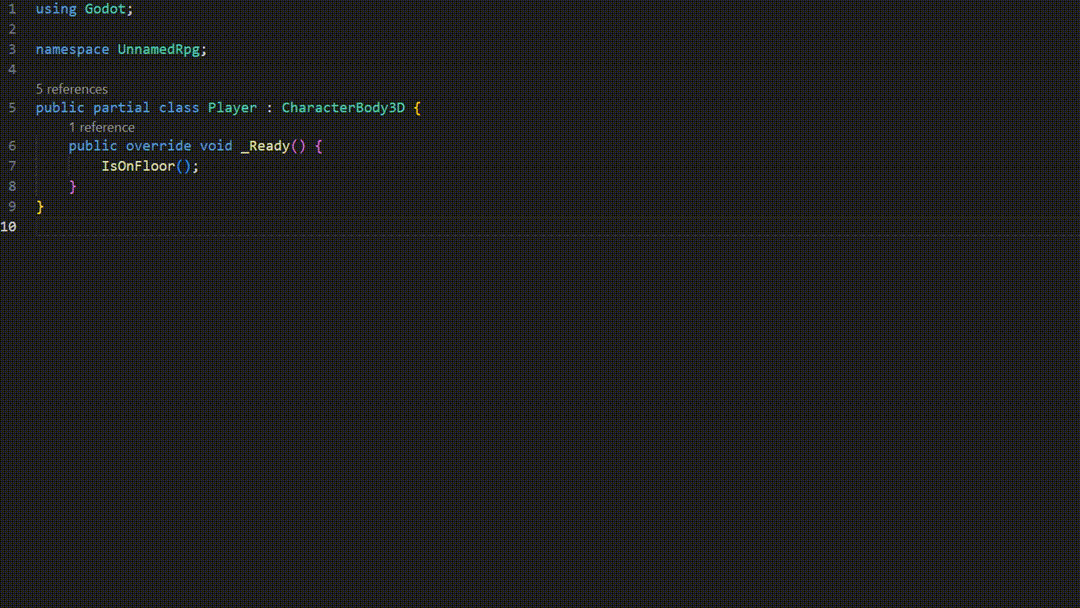 1 using Godot;
2
3 namespace UnnamedRpg;
4
5 references
5 public partial class Player : CharacterBody3D {
1 reference
6 public override void _Ready() {
7 IsOnFloor();
8 }
9 }
10